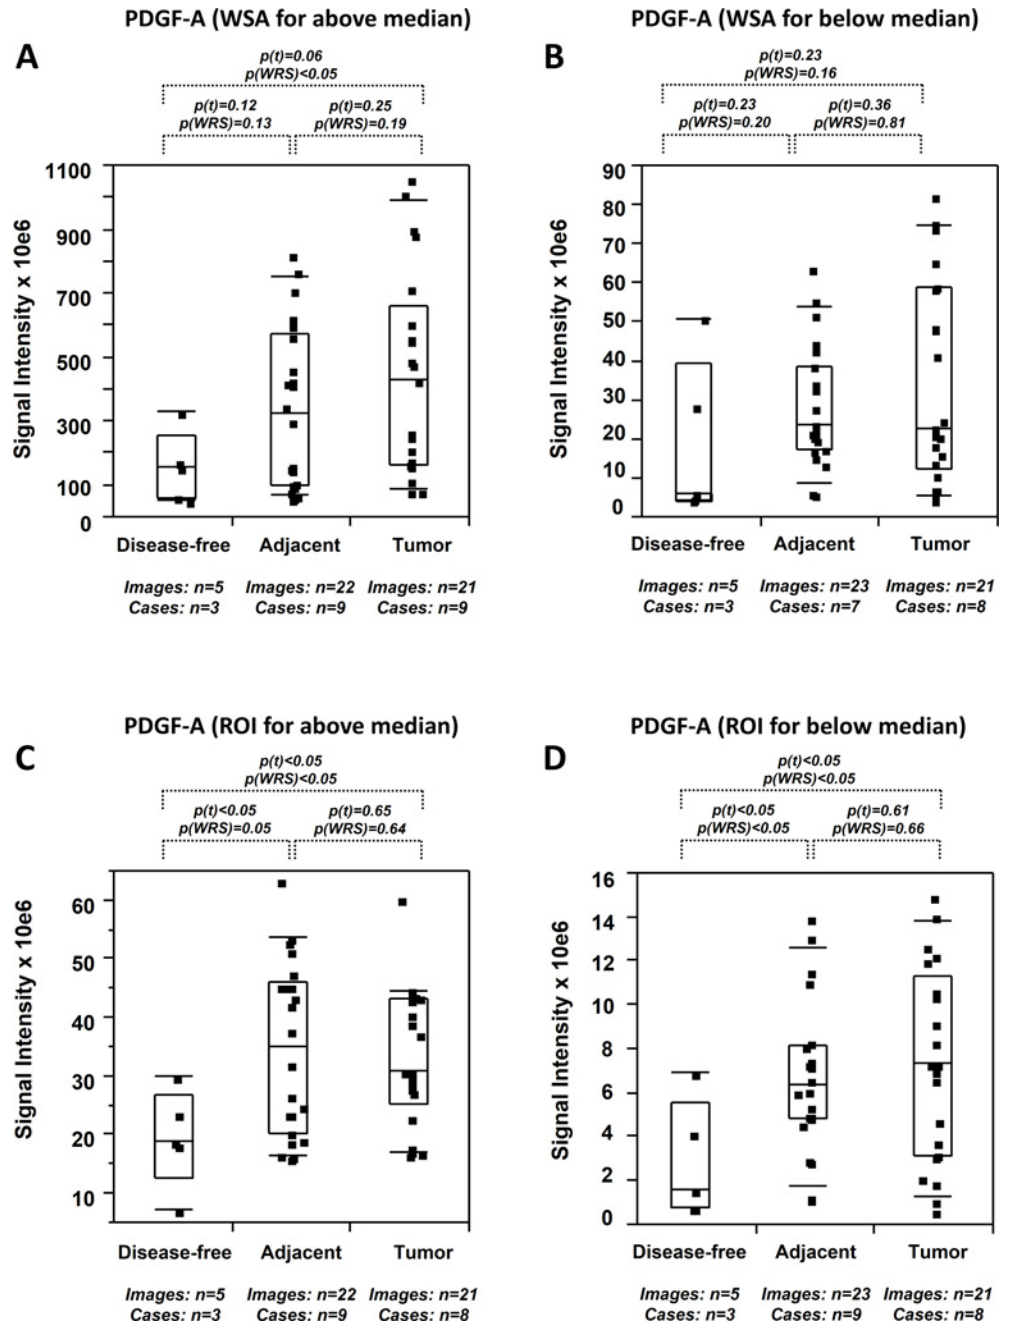 PDGF-A (WSA for above median)
A
p(t)=0.06
p(WRS)<0.05
p(t)=0.12
p(WRS)=0.13
p(t)=0.25
p(WRS)=0.19
Signal Intensity x 10e6
1100
900
700
500
300
100
0
Disease-free Adjacent Tumor
Images: n=5 Images: n=22 Images: n=21
Cases: n=3 Cases: n=9 Cases: n=9
PDGF-A (WSA for below median)
B
p(t)=0.23
p(WRS)=0.16
p(t)=0.23
p(WRS)=0.20
p(t)=0.36
p(WRS)=0.81
Signal Intensity x 10e6
90
80
70
60
50
40
30
20
10
0
Disease-free Adjacent Tumor
Images: n=5 Images: n=23 Images: n=21
Cases: n=3 Cases: n=7 Cases: n=8
PDGF-A (ROI for above median)
C
p(t)<0.05
p(WRS)<0.05
p(t)<0.05
p(WRS)=0.05
p(t)=0.65
p(WRS)=0.64
Signal Intensity x 10e6
60
50
40
30
20
10
Disease-free Adjacent Tumor
Images: n=5 Images: n=22 Images: n=21
Cases: n=3 Cases: n=9 Cases: n=8
PDGF-A (ROI for below median)
D
p(t)<0.05
p(WRS)<0.05
p(t)<0.05
p(WRS)<0.05
p(t)=0.61
p(WRS)=0.66
Signal Intensity x 10e6
16
14
12
10
8
6
4
2
0
Disease-free Adjacent Tumor
Images: n=5 Images: n=23 Images: n=21
Cases: n=3 Cases: n=9 Cases: n=8